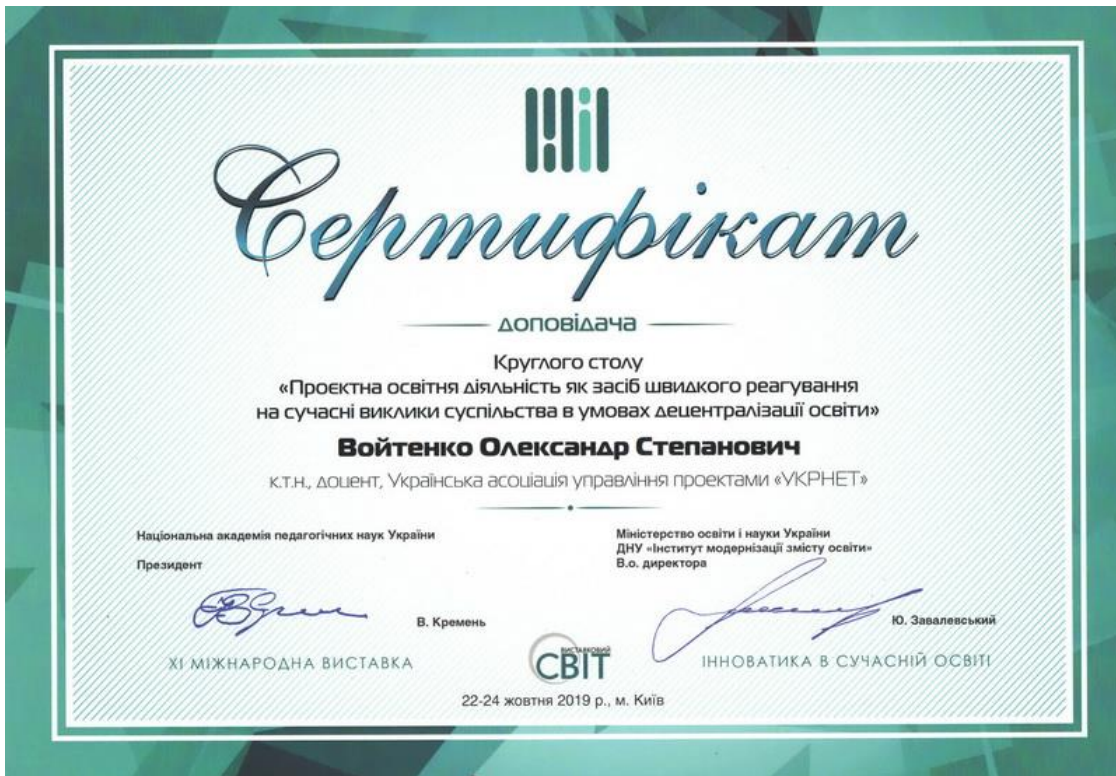 Сертифікат
доповідача
Круглого столу
«Проєктна освітня діяльність як засіб швидкого реагування
на сучасні виклики суспільства в умовах децентралізації освіти»
Войтенко Олександр Степанович
к.т.н., доцент, Українська асоціація управління проектами «УКРНЕТ»
Національна академія педагогічних наук України
Президент
В. Кремень
Міністерство освіти і науки України
ДНУ «Інститут модернізації змісту освіти»
В.о. директора
Ю. Завалевський
XI МІЖНАРОДНА ВИСТАВКА
ВИСТАВКОВИЙ
СВІТ
ІННОВАТИКА В СУЧАСНІЙ ОСВІТІ
22-24 жовтня 2019 р., м. Київ